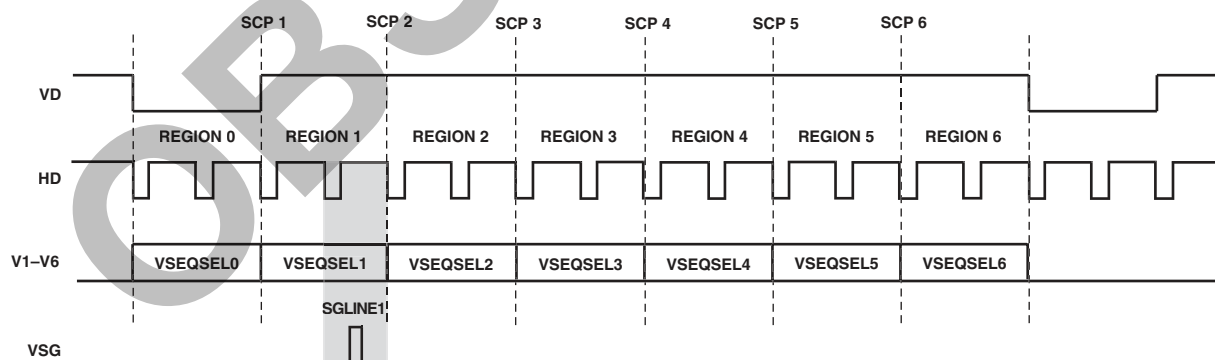 SCP 1 SCP 2 SCP 3 SCP 4 SCP 5 SCP 6
VD
REGION 0 REGION 1 REGION 2 REGION 3 REGION 4 REGION 5 REGION 6
HD
V1–V6 VSEQSEL0 VSEQSEL1 VSEQSEL2 VSEQSEL3 VSEQSEL4 VSEQSEL5 VSEQSEL6
SGLINE1
VSG
OBS